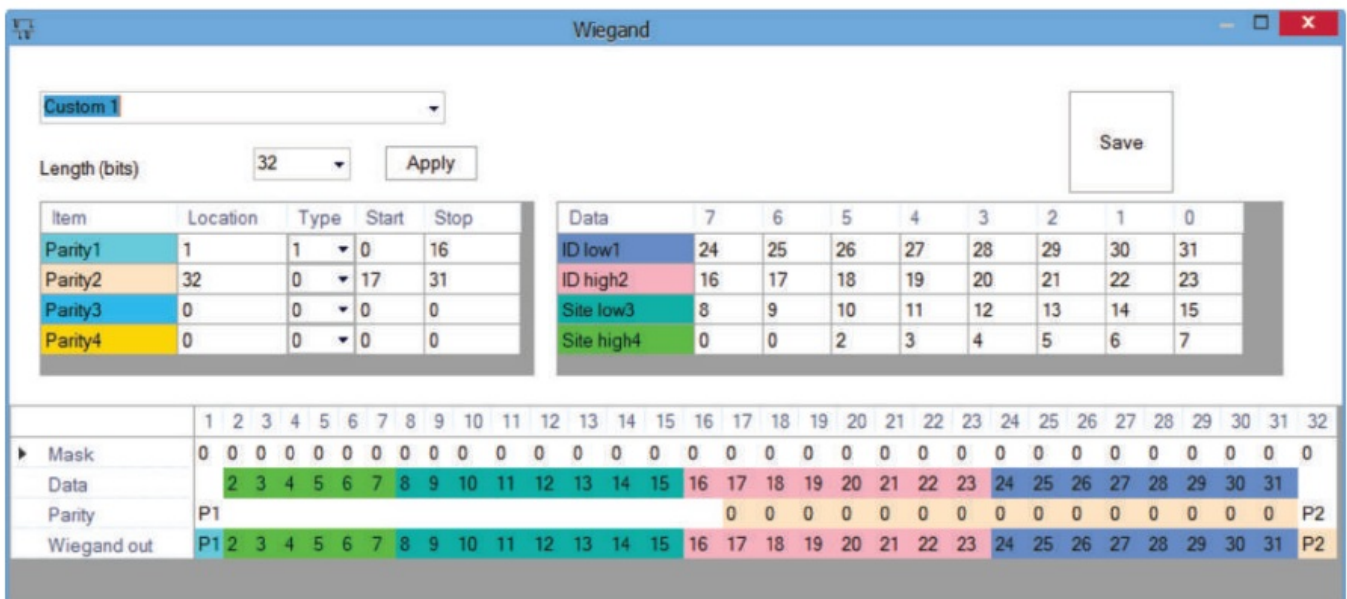 Wiegand
Custom 1
Save
Length (bits) 32 Apply
Item Location Type Start Stop
Parity1 1 1 0 16
Parity2 32 0 17 31
Parity3 0 0 0 0
Parity4 0 0 0 0
Data 7 6 5 4 3 2 1 0
ID low1 24 25 26 27 28 29 30 31
ID high2 16 17 18 19 20 21 22 23
Site low3 8 9 10 11 12 13 14 15
Site high4 0 0 2 3 4 5 6 7
1 2 3 4 5 6 7 8 9 10 11 12 13 14 15 16 17 18 19 20 21 22 23 24 25 26 27 28 29 30 31 32
Mask 0 0 0 0 0 0 0 0 0 0 0 0 0 0 0 0 0 0 0 0 0 0 0 0 0 0 0 0 0 0 0 0
Data 2 3 4 5 6 7 8 9 10 11 12 13 14 15 16 17 18 19 20 21 22 23 24 25 26 27 28 29 30 31
Parity P1 0 0 0 0 0 0 0 0 0 0 0 0 0 0 0 P2
Wiegand out P1 2 3 4 5 6 7 8 9 10 11 12 13 14 15 16 17 18 19 20 21 22 23 24 25 26 27 28 29 30 31 P2